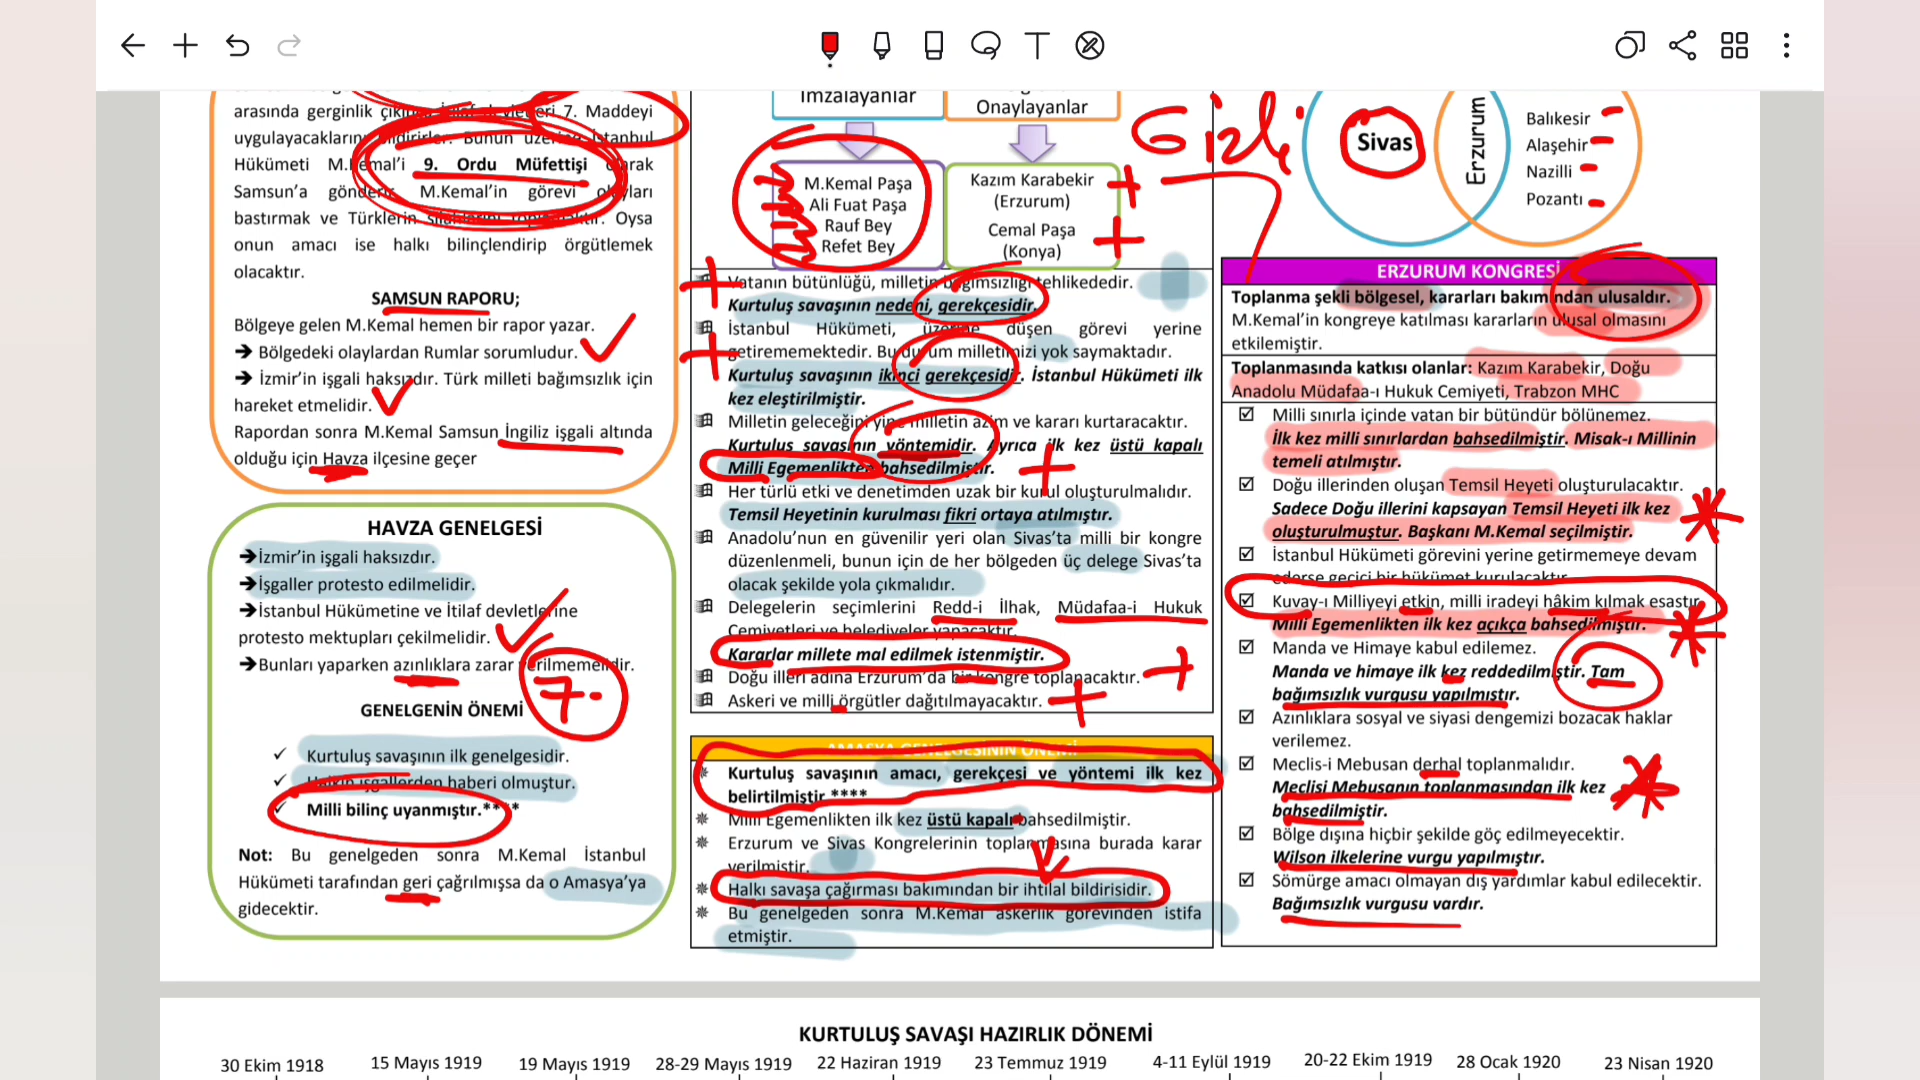 arasında gerginlik 7. Maddeyi
uygulayacaklarını bildirirler. Bunun üzerine İstanbul
Hükümeti M.Kemal’i 9. Ordu Müfettişi olarak
Samsun’a gönderir. M.Kemal’in görevi olayları
bastırmak ve Türklerin silahlarını toplamaktır. Oysa
onun amacı ise halkı bilinçlendirip örgütlemek
olacaktır.
SAMSUN RAPORU;
Bölgeye gelen M.Kemal hemen bir rapor yazar.
➔ Bölgedeki olaylardan Rumlar sorumludur.
➔ İzmir’in işgali haksızdır. Türk milleti bağımsızlık için
hareket etmelidir.
Rapordan sonra M.Kemal Samsun İngiliz işgali altında
olduğu için Havza ilçesine geçer
HAVZA GENELGESİ
➔İzmir’in işgali haksızdır.
➔İşgaller protesto edilmelidir.
➔İstanbul Hükümetine ve İtilaf devletlerine
protesto mektupları çekilmelidir.
➔Bunları yaparken azınlıklara zarar verilmemelidir.
7.
GENELGENİN ÖNEMİ
✓ Kurtuluş savaşının ilk genelgesidir.
✓ Halkın işgallerden haberi olmuştur.
✓ Milli bilinç uyanmıştır.****
Not: Bu genelgeden sonra M.Kemal İstanbul
Hükümeti tarafından geri çağrılmışsa da o Amasya’ya
gidecektir.
İmzalayanlar
Onaylayanlar
M.Kemal Paşa
Ali Fuat Paşa
Rauf Bey
Refet Bey
Kazım Karabekir
(Erzurum)
Cemal Paşa
(Konya)
Gizli
Vatanın bütünlüğü, milletin bağımsızlığı tehlikededir.
Kurtuluş savaşının nedeni, gerekçesidir.
İstanbul Hükümeti, üzerine düşen görevi yerine
getirememektedir. Bu durum milletimizi yok saymaktadır.
Kurtuluş savaşının ikinci gerekçesidir. İstanbul Hükümeti ilk
kez eleştirilmiştir.
Milletin geleceğini yine milletin azim ve kararı kurtaracaktır.
Kurtuluş savaşının yöntemidir. Ayrıca ilk kez üstü kapalı
Milli Egemenlikten bahsedilmiştir.
Her türlü etki ve denetimden uzak bir kurul oluşturulmalıdır.
Temsil Heyetinin kurulması fikri ortaya atılmıştır.
Anadolu’nun en güvenilir yeri olan Sivas’ta milli bir kongre
düzenlenmeli, bunun için de her bölgeden üç delege Sivas’ta
olacak şekilde yola çıkmalıdır.
Delegelerin seçimlerini Redd-i İlhak, Müdafaa-i Hukuk
Cemiyetleri ve belediyeler yapacaktır.
Kararlar millete mal edilmek istenmiştir.
Doğu illeri adına Erzurum’da bir kongre toplanacaktır.
Askeri ve milli örgütler dağıtılmayacaktır.
AMASYA GENELGESİNİN ÖNEMİ
Kurtuluş savaşının amacı, gerekçesi ve yöntemi ilk kez
belirtilmiştir.****
Milli Egemenlikten ilk kez üstü kapalı bahsedilmiştir.
Erzurum ve Sivas Kongrelerinin toplanmasına burada karar
verilmiştir.
Halkı savaşa çağırması bakımından bir ihtilal bildirisidir.
Bu genelgeden sonra M.Kemal askerlik görevinden istifa
etmiştir.
Sivas
Erzurum
Balıkesir
Alaşehir
Nazilli
Pozantı
ERZURUM KONGRESİ
Toplanma şekli bölgesel, kararları bakımından ulusaldır.
M.Kemal’in kongreye katılması kararların ulusal olmasını
etkilemiştir.
Toplanmasında katkısı olanlar: Kazım Karabekir, Doğu
Anadolu Müdafaa-ı Hukuk Cemiyeti, Trabzon MHC
Milli sınırla içinde vatan bir bütündür bölünemez.
İlk kez milli sınırlardan bahsedilmiştir. Misak-ı Millinin
temeli atılmıştır.
Doğu illerinden oluşan Temsil Heyeti oluşturulacaktır.
Sadece Doğu illerini kapsayan Temsil Heyeti ilk kez
oluşturulmuştur. Başkanı M.Kemal seçilmiştir.
İstanbul Hükümeti görevini yerine getirmemeye devam
ederse geçici bir hükümet kurulacaktır.
Kuvay-ı Milliyeyi etkin, milli iradeyi hâkim kılmak esastır.
Milli Egemenlikten ilk kez açıkça bahsedilmiştir.
Manda ve Himaye kabul edilemez.
Manda ve himaye ilk kez reddedilmiştir. Tam
bağımsızlık vurgusu yapılmıştır.
Azınlıklara sosyal ve siyasi dengemizi bozacak haklar
verilemez.
Meclis-i Mebusan derhal toplanmalıdır.
Meclisi Mebusanın toplanmasından ilk kez
bahsedilmiştir.
Bölge dışına hiçbir şekilde göç edilmeyecektir.
Wilson ilkelerine vurgu yapılmıştır.
Sömürge amacı olmayan dış yardımlar kabul edilecektir.
Bağımsızlık vurgusu vardır.
KURTULUŞ SAVAŞI HAZIRLIK DÖNEMİ
30 Ekim 1918 15 Mayıs 1919 19 Mayıs 1919 28-29 Mayıs 1919 22 Haziran 1919 23 Temmuz 1919 4-11 Eylül 1919 20-22 Ekim 1919 28 Ocak 1920 23 Nisan 1920